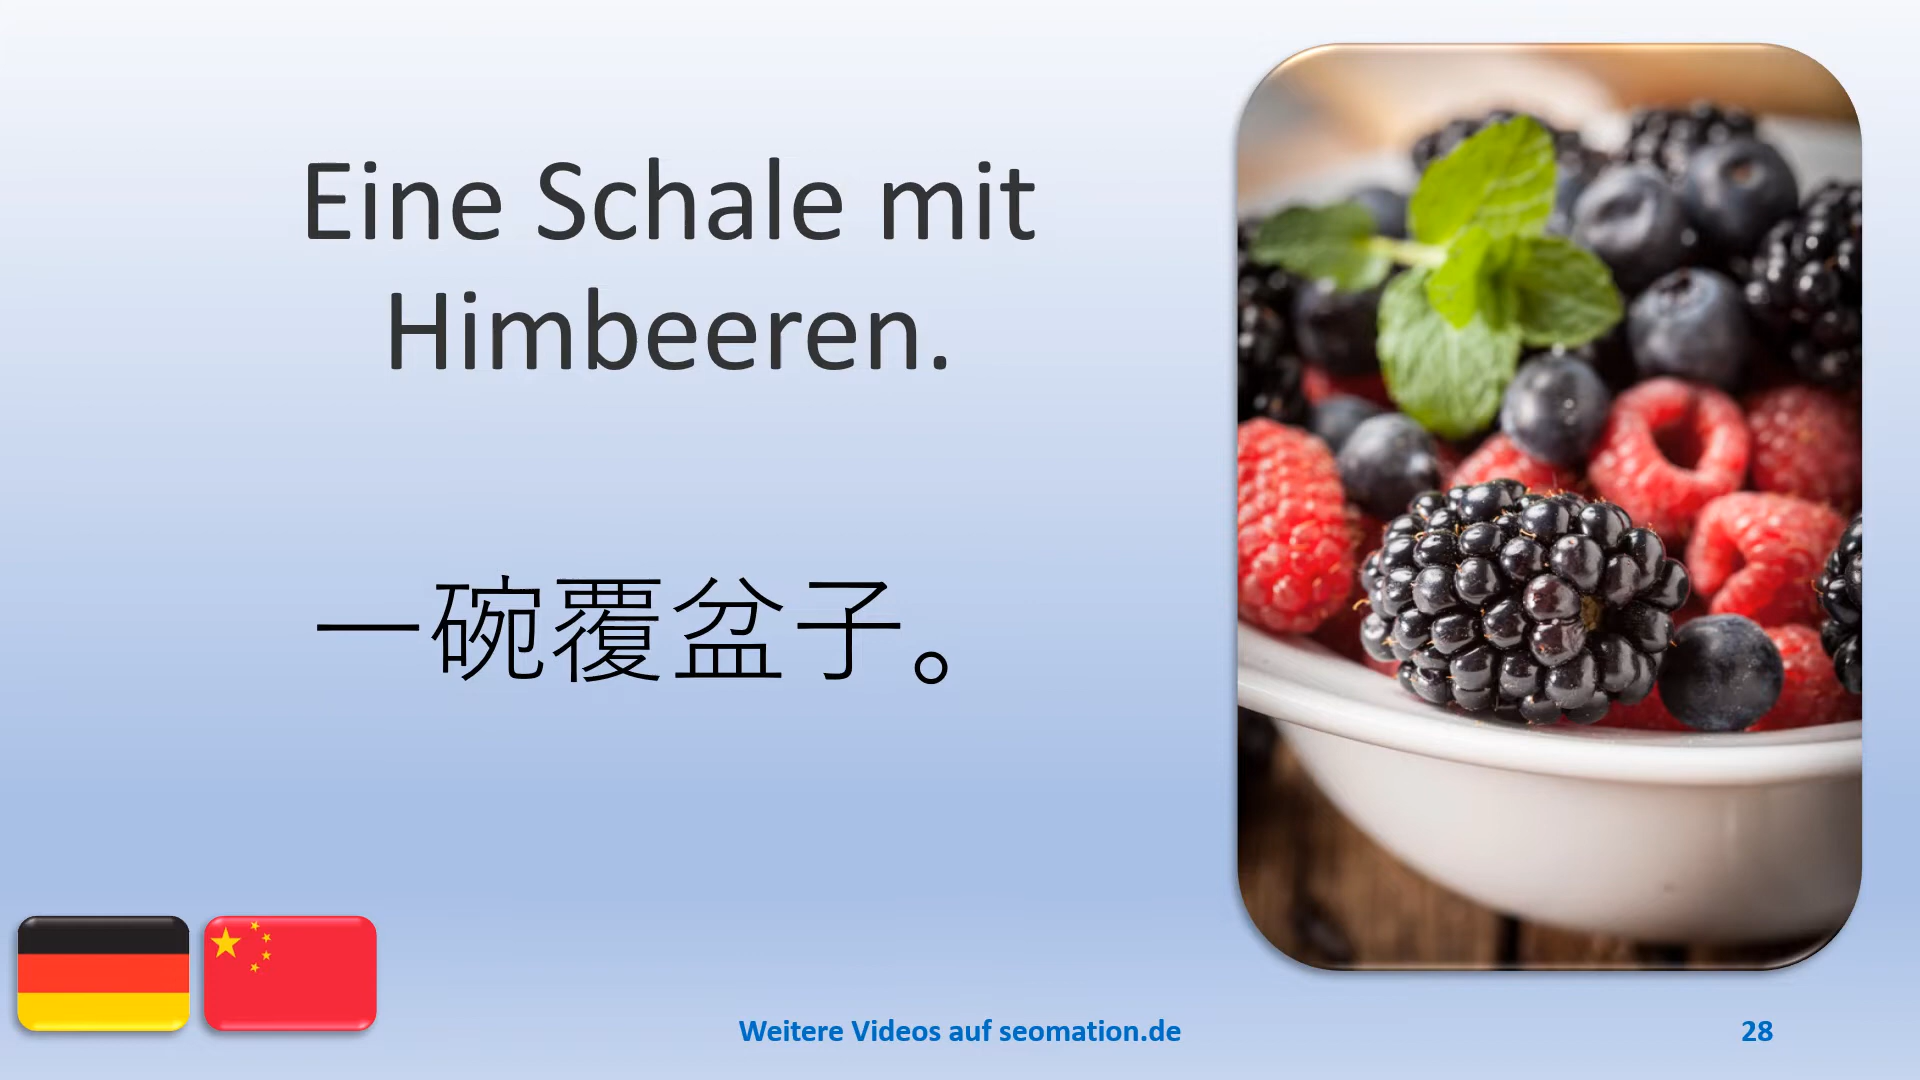 Eine Schale mit
Himbeeren.
一碗覆盆子。
Weitere Videos auf seomation.de
28